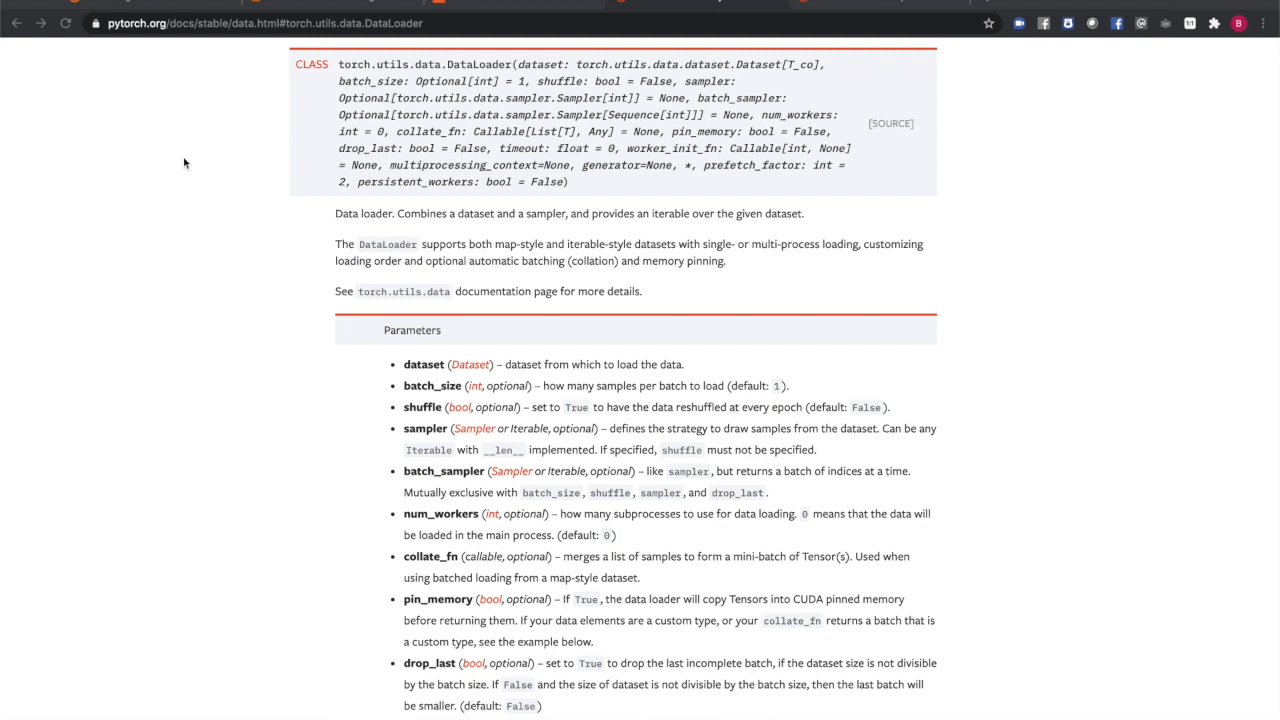 pytorch.org/docs/stable/data.html#torch.utils.data.DataLoader
1:1
B
CLASS torch.utils.data.DataLoader(dataset: torch.utils.data.dataset.Dataset[T_co],
batch_size: Optional[int] = 1, shuffle: bool = False, sampler:
Optional[torch.utils.data.sampler.Sampler[int]] = None, batch_sampler:
Optional[torch.utils.data.sampler.Sampler[Sequence[int]]] = None, num_workers:
int = 0, collate_fn: Callable[List[T], Any] = None, pin_memory: bool = False,
drop_last: bool = False, timeout: float = 0, worker_init_fn: Callable[int, None]
= None, multiprocessing_context=None, generator=None, *, prefetch_factor: int =
2, persistent_workers: bool = False)
[SOURCE]
Data loader. Combines a dataset and a sampler, and provides an iterable over the given dataset.
The DataLoader supports both map-style and iterable-style datasets with single- or multi-process loading, customizing
loading order and optional automatic batching (collation) and memory pinning.
See torch.utils.data documentation page for more details.
Parameters
• dataset (Dataset) – dataset from which to load the data.
• batch_size (int, optional) – how many samples per batch to load (default: 1).
• shuffle (bool, optional) – set to True to have the data reshuffled at every epoch (default: False).
• sampler (Sampler or Iterable, optional) – defines the strategy to draw samples from the dataset. Can be any
Iterable with __len__ implemented. If specified, shuffle must not be specified.
• batch_sampler (Sampler or Iterable, optional) – like sampler, but returns a batch of indices at a time.
Mutually exclusive with batch_size, shuffle, sampler, and drop_last.
• num_workers (int, optional) – how many subprocesses to use for data loading. 0 means that the data will
be loaded in the main process. (default: 0)
• collate_fn (callable, optional) – merges a list of samples to form a mini-batch of Tensor(s). Used when
using batched loading from a map-style dataset.
• pin_memory (bool, optional) – If True, the data loader will copy Tensors into CUDA pinned memory
before returning them. If your data elements are a custom type, or your collate_fn returns a batch that is
a custom type, see the example below.
• drop_last (bool, optional) – set to True to drop the last incomplete batch, if the dataset size is not divisible
by the batch size. If False and the size of dataset is not divisible by the batch size, then the last batch will
be smaller. (default: False)